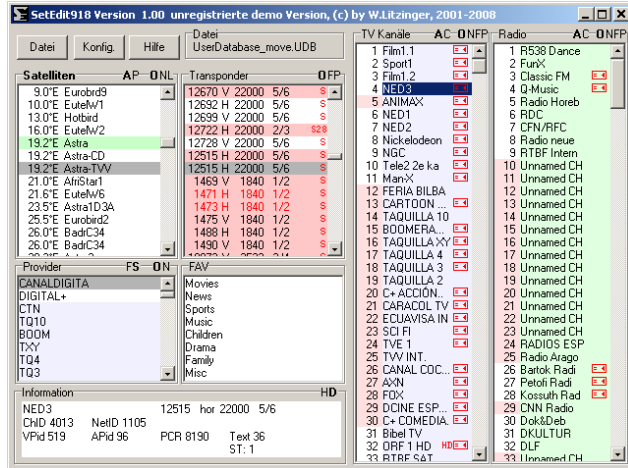 SetEdit918 Version 1.00 unregistrierte demo Version, (c) by W.Litzinger, 2001-2008
Datei
Konfig.
Hilfe
Datei
UserDatabase_move.UDB
Satelliten AP ONL
9.0°E Eurobrd9
10.0°E EutelW1
13.0°E Hotbird
16.0°E EutelW2
19.2°E Astra
19.2°E Astra-CD
19.2°E Astra-TVV
21.0°E AfriStar1
21.6°E EutelW6
23.5°E Astra1D3A
25.5°E Eurobird2
26.0°E BadrC34
26.0°E BadrC34
Transponder OFP
12670 V 22000 5/6 S
12692 H 22000 5/6 S
12699 V 22000 5/6 S
12722 H 22000 2/3 S28
12728 V 22000 5/6 S
12515 H 22000 5/6 S
12515 H 22000 5/6 S
1469 V 1840 1/2 S
1471 H 1840 1/2 S
1473 H 1840 1/2 S
1475 V 1840 1/2 S
1488 H 1840 1/2 S
1490 V 1840 1/2 S
Provider FS ON
CANALDIGITA
DIGITAL+
CTN
TQ10
BOOM
TXY
TQ4
TQ3
FAV
Movies
News
Sports
Music
Children
Drama
Family
Misc
Information HD
NED3 12515 hor 22000 5/6
ChID 4013 NetID 1105
VPid 519 APid 96 PCR 8190 Text 36
ST: 1
TV Kanäle AC ONFP
1 Film1.1
2 Sport1
3 Film1.2
4 NED3
5 ANIMAX
6 NED1
7 NED2
8 Nickelodeon
9 NGC
10 Tele2 2e ka
11 Man-X
12 FERIA BILBA
13 CARTOON ...
14 TAQUILLA 10
15 BOOMERA...
16 TAQUILLA XY
17 TAQUILLA 4
18 TAQUILLA 3
19 TAQUILLA 2
20 C+ ACCIÓN..
21 CARACOL TV
22 ECUAVISA IN
23 SCI FI
24 TVE 1
25 TVV INT.
26 CANAL COC...
27 AXN
28 FOX
29 DCINE ESP...
30 C+ COMEDIA.
31 Bibel TV
32 ORF 1 HD HD
33 BTRF SAT
Radio AC ONFP
1 R538 Dance
2 FunX
3 Classic FM
4 Q-Music
5 Radio Horeb
6 RDC
7 CFN/RFC
8 Radio neue
9 RTBF Intern
10 Unnamed CH
11 Unnamed CH
12 Unnamed CH
13 Unnamed CH
14 Unnamed CH
15 Unnamed CH
16 Unnamed CH
17 Unnamed CH
18 Unnamed CH
19 Unnamed CH
20 Unnamed CH
21 Unnamed CH
22 Unnamed CH
23 Unnamed CH
24 RADIOS ESP
25 Radio Arago
26 Bartok Radi
27 Petofi Radi
28 Kossuth Rad
29 CNN Radio
30 Dok&Deb
31 DKULTUR
32 DLF
33 Unnamed CH